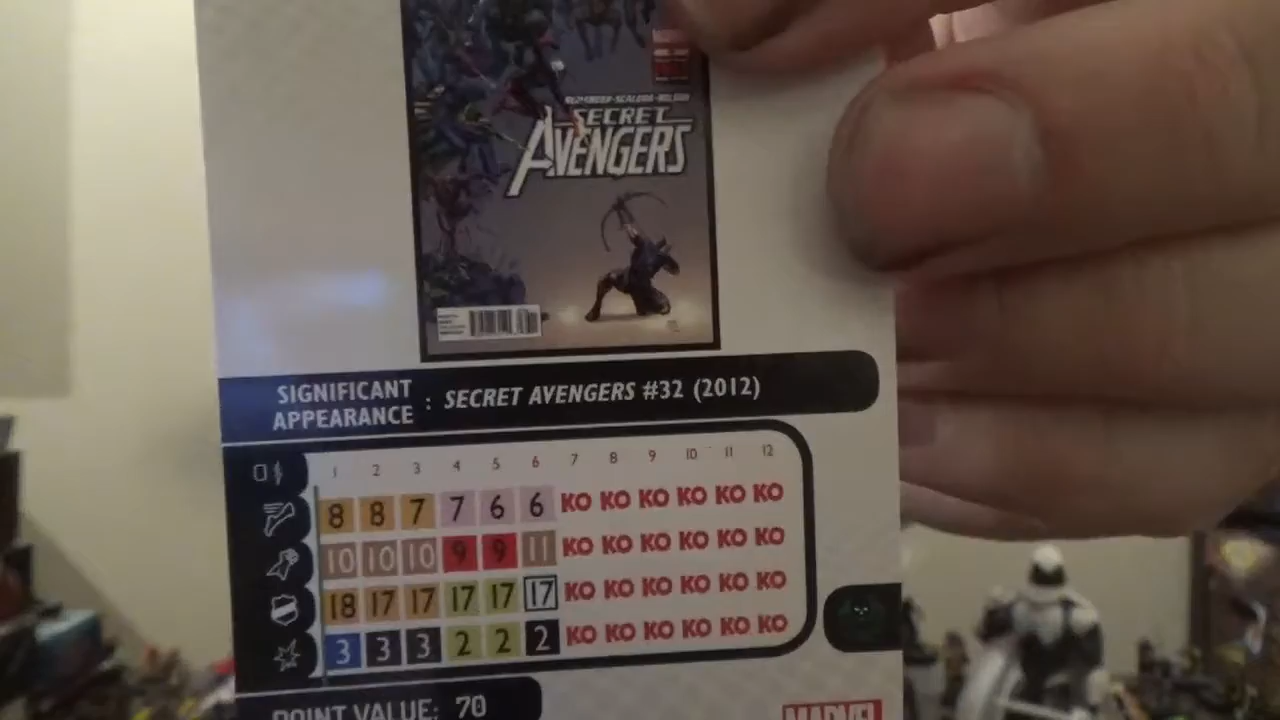 SECRET
AVENGERS
SIGNIFICANT
APPEARANCE : SECRET AVENGERS #32 (2012)
1 2 3 4 5 6 7 8 9 10 11 12
8 8 7 7 6 6 KO KO KO KO KO KO
10 10 10 9 9 11 KO KO KO KO KO KO
18 17 17 17 17 17 KO KO KO KO KO KO
3 3 3 2 2 2 KO KO KO KO KO KO
POINT VALUE: 70
MARVEL